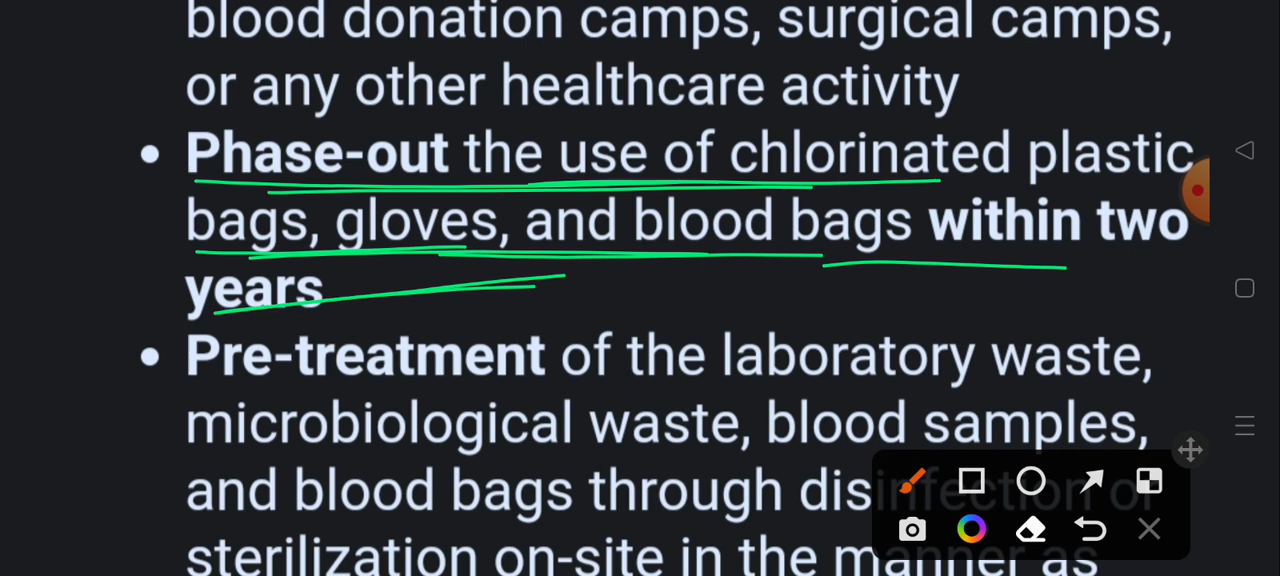 blood donation camps, surgical camps,
or any other healthcare activity
• Phase-out the use of chlorinated plastic
bags, gloves, and blood bags within two
years
• Pre-treatment of the laboratory waste,
microbiological waste, blood samples,
and blood bags through disinfection or
sterilization on-site in the manner as